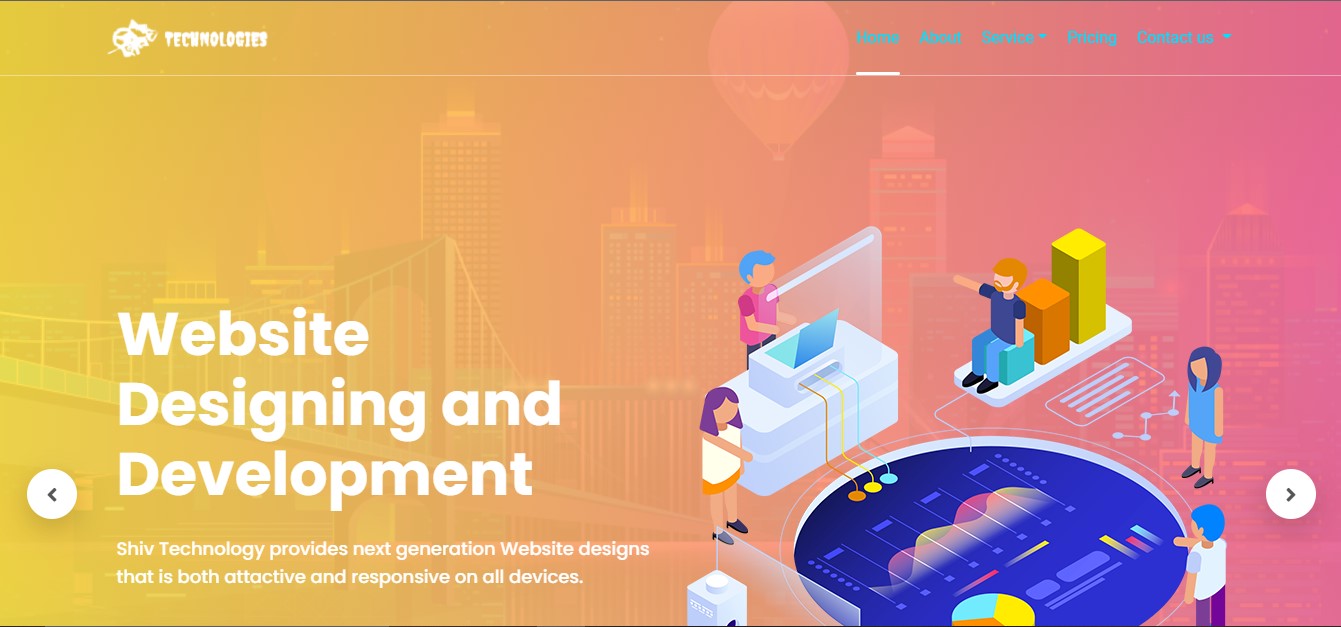 TECHNOLOGIES
Home About Service Pricing Contact us
Website
Designing and
Development
Shiv Technology provides next generation Website designs
that is both attactive and responsive on all devices.